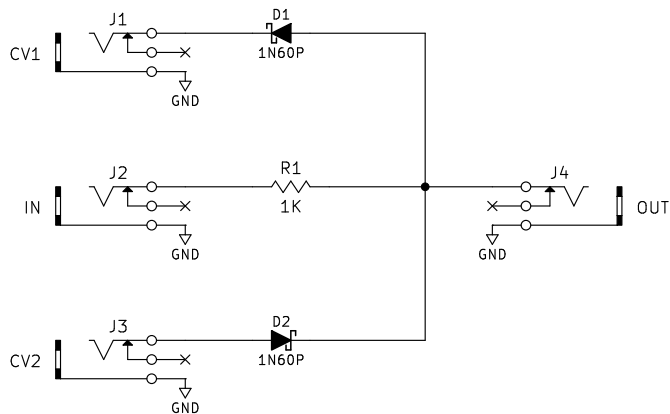 J1
D1
CV1
1N60P
GND
J2
R1
J4
IN
1K
OUT
GND
GND
J3
D2
CV2
1N60P
GND